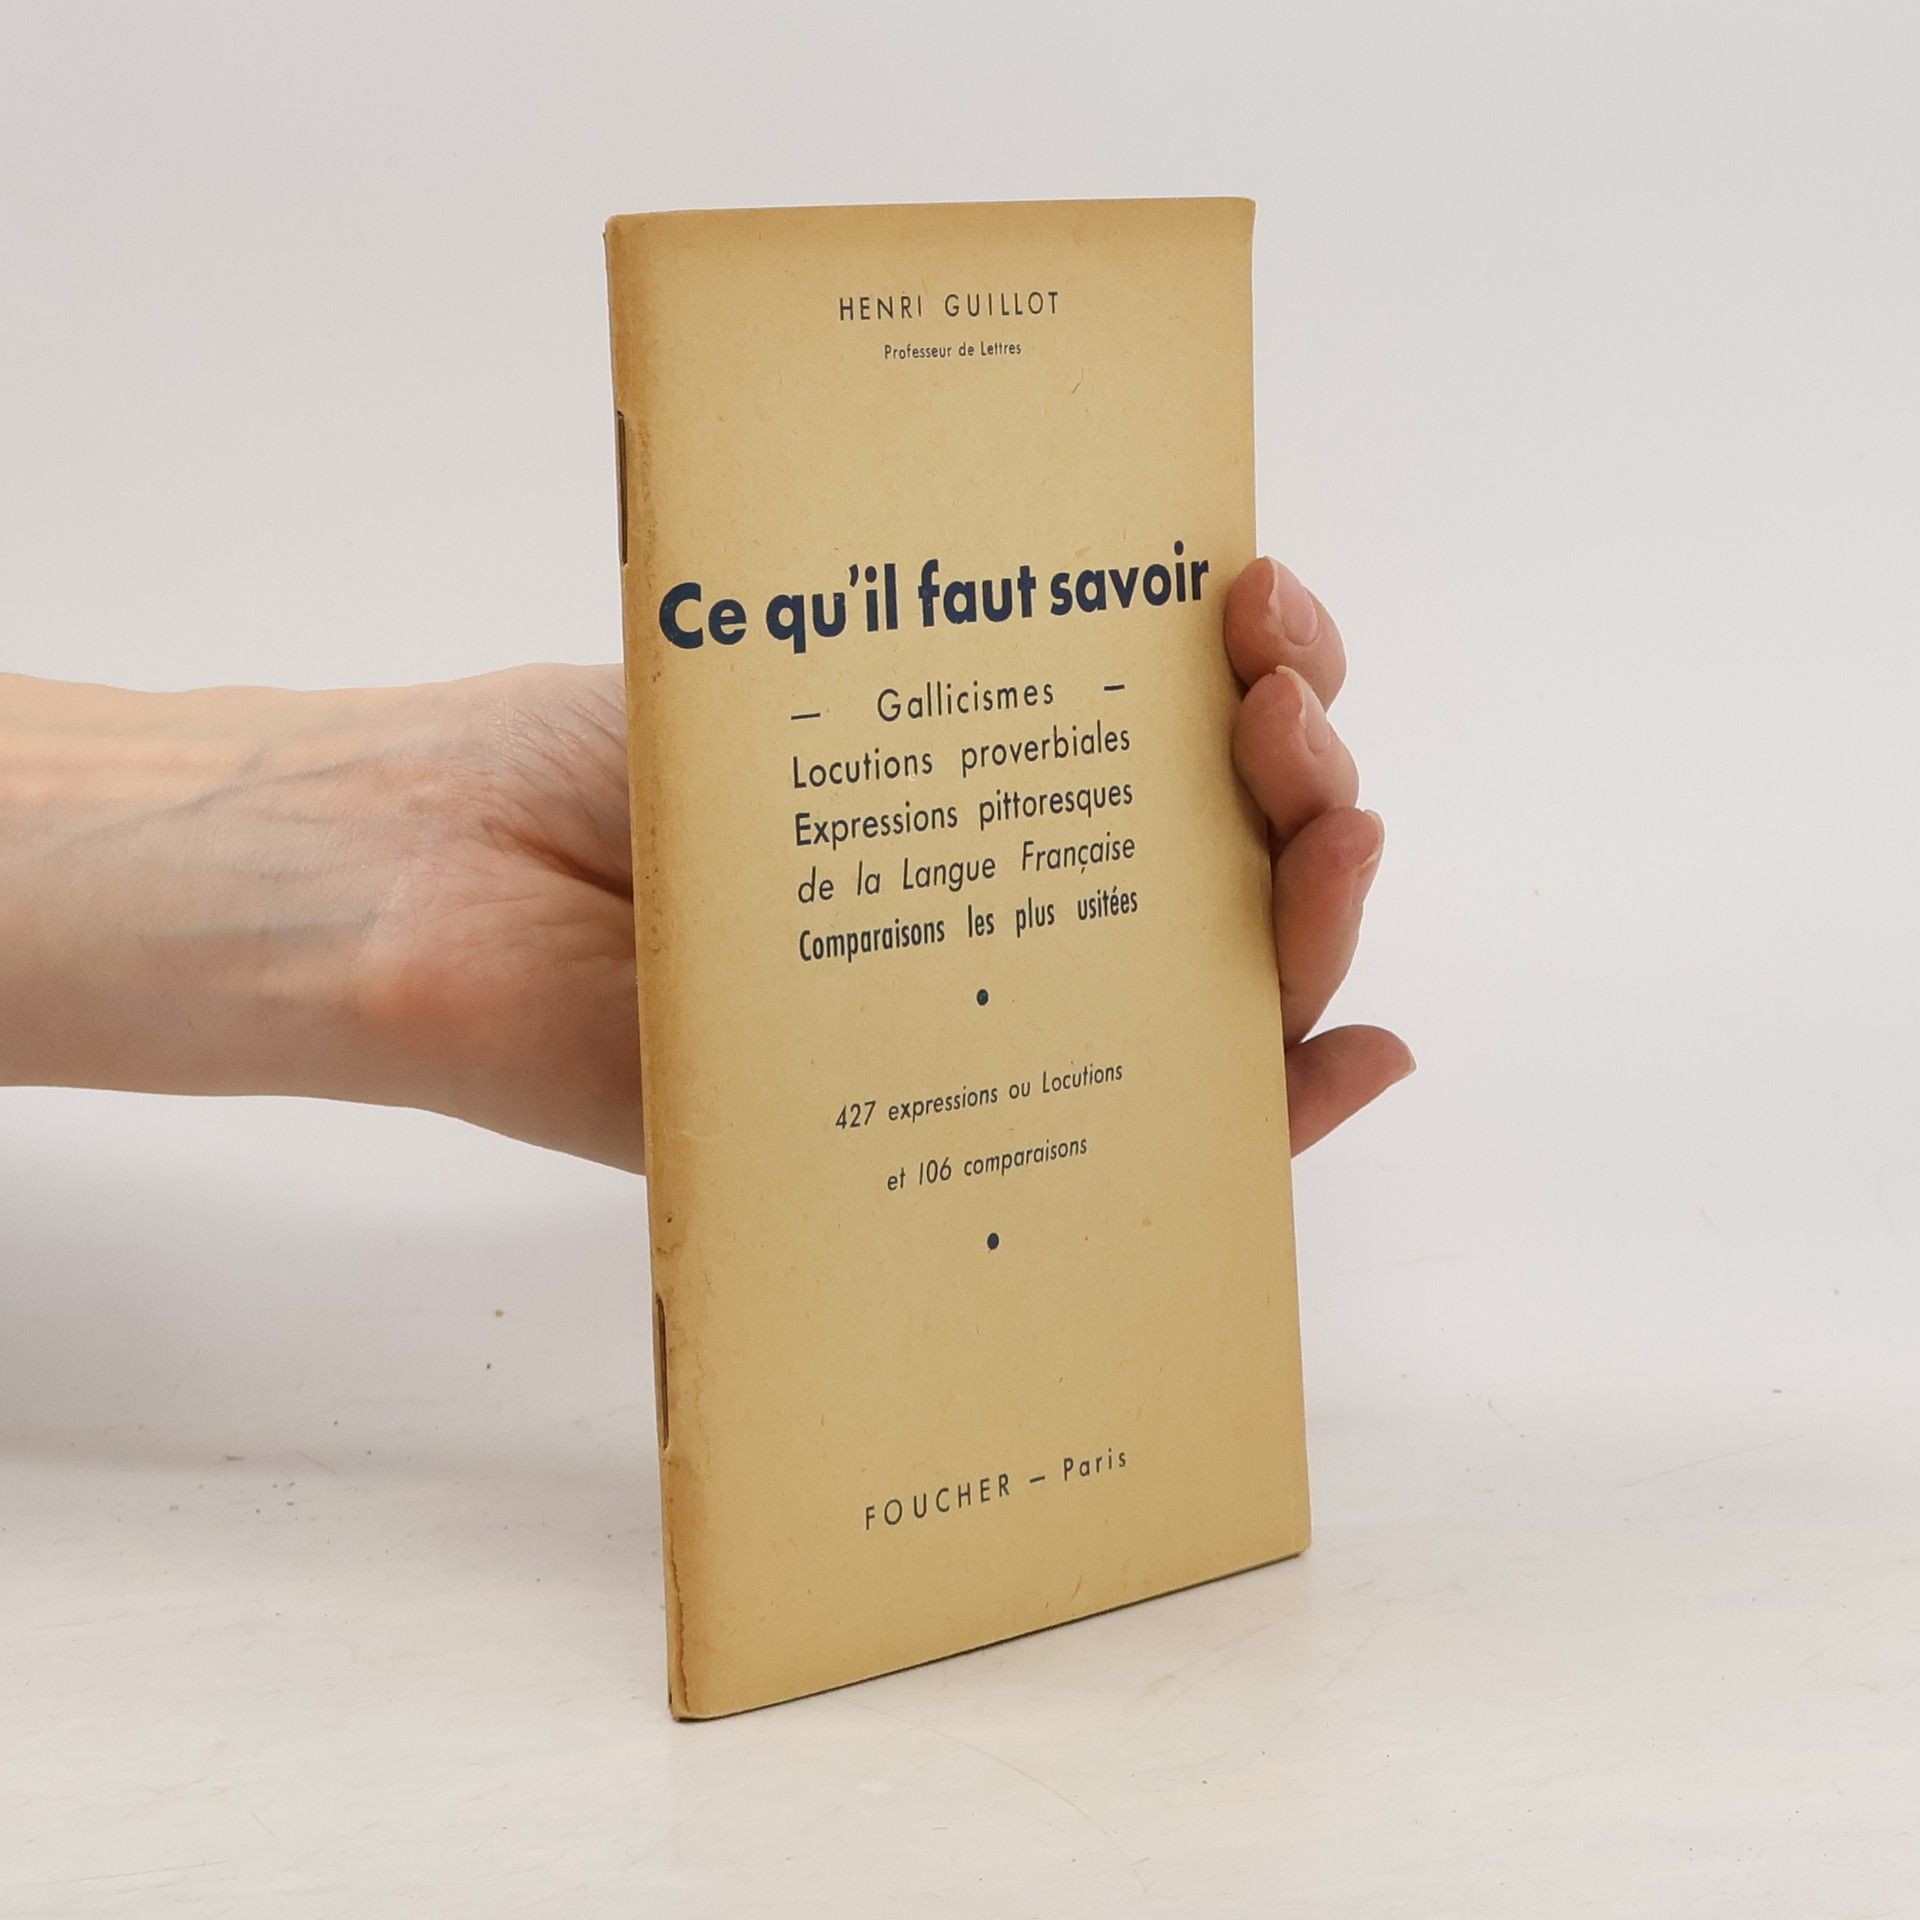 HENRI GUILLOT
Professeur de Lettres
Ce qu'il faut savoir
— Gallicismes —
Locutions proverbiales
Expressions pittoresques
de la Langue Française
Comparaisons les plus usitées
•
427 expressions ou Locutions
et 106 comparaisons
•
FOUCHER — Paris